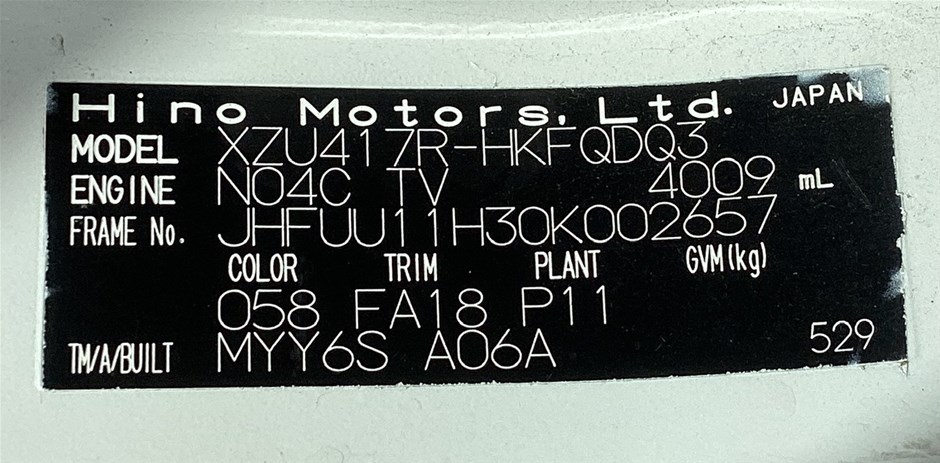 Hino Motors, Ltd. JAPAN
MODEL XZU417R-HKFQDQ3
ENGINE N04C TV 4009 mL
FRAME No. JHFUU11H30K002657
COLOR TRIM PLANT GVM(kg)
058 FA18 P11
TM/A/BUILT MYY6S A06A 529